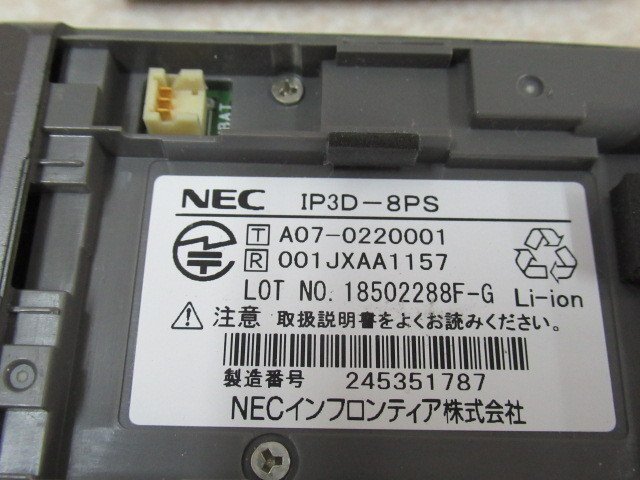 BAT
NEC IP3D-8PS
T A07-0220001
R 001JXAA1157
LOT NO. 18502288F-G Li-ion
注意 取扱説明書をよくお読みください。
製造番号 245351787
NECインフロンティア株式会社